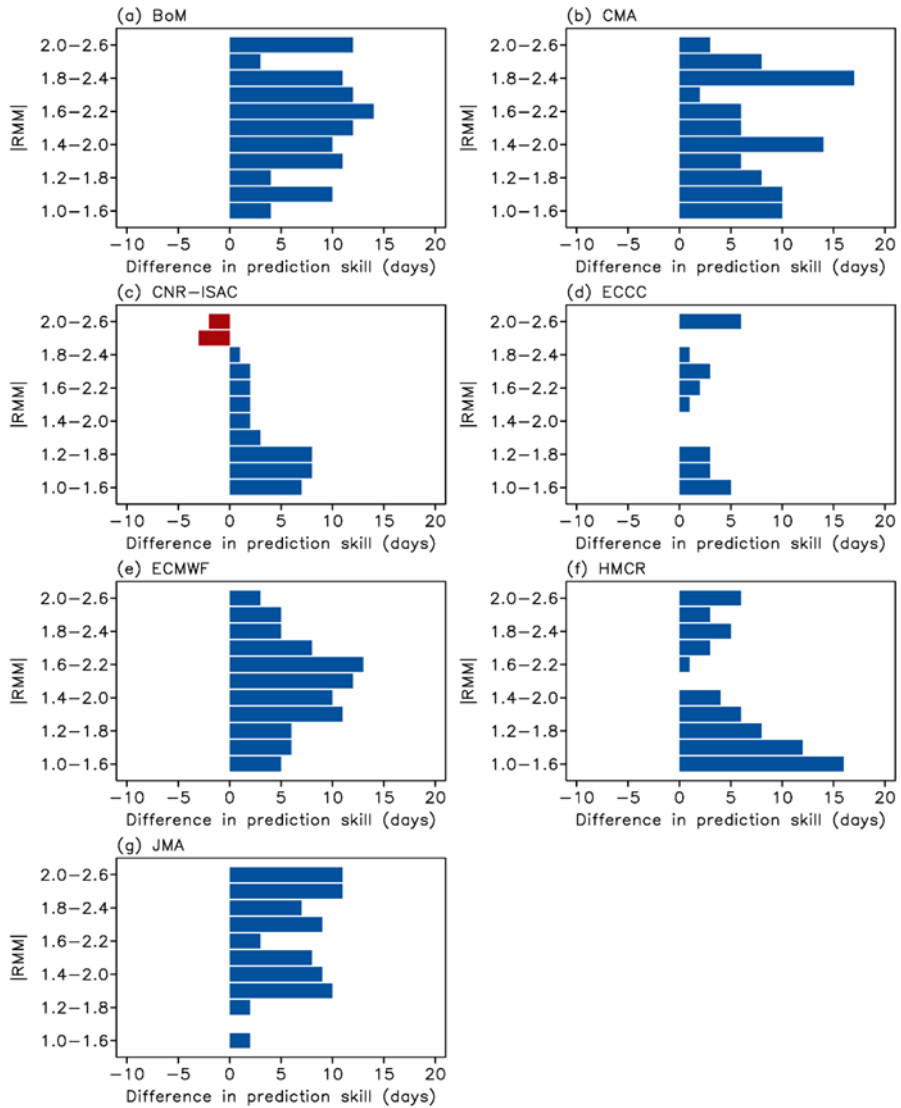 (a) BoM
|RMM|
2.0−2.6
1.8−2.4
1.6−2.2
1.4−2.0
1.2−1.8
1.0−1.6
−10 −5 0 5 10 15 20
Difference in prediction skill (days)
(b) CMA
|RMM|
2.0−2.6
1.8−2.4
1.6−2.2
1.4−2.0
1.2−1.8
1.0−1.6
−10 −5 0 5 10 15 20
Difference in prediction skill (days)
(c) CNR−ISAC
|RMM|
2.0−2.6
1.8−2.4
1.6−2.2
1.4−2.0
1.2−1.8
1.0−1.6
−10 −5 0 5 10 15 20
Difference in prediction skill (days)
(d) ECCC
|RMM|
2.0−2.6
1.8−2.4
1.6−2.2
1.4−2.0
1.2−1.8
1.0−1.6
−10 −5 0 5 10 15 20
Difference in prediction skill (days)
(e) ECMWF
|RMM|
2.0−2.6
1.8−2.4
1.6−2.2
1.4−2.0
1.2−1.8
1.0−1.6
−10 −5 0 5 10 15 20
Difference in prediction skill (days)
(f) HMCR
|RMM|
2.0−2.6
1.8−2.4
1.6−2.2
1.4−2.0
1.2−1.8
1.0−1.6
−10 −5 0 5 10 15 20
Difference in prediction skill (days)
(g) JMA
|RMM|
2.0−2.6
1.8−2.4
1.6−2.2
1.4−2.0
1.2−1.8
1.0−1.6
−10 −5 0 5 10 15 20
Difference in prediction skill (days)